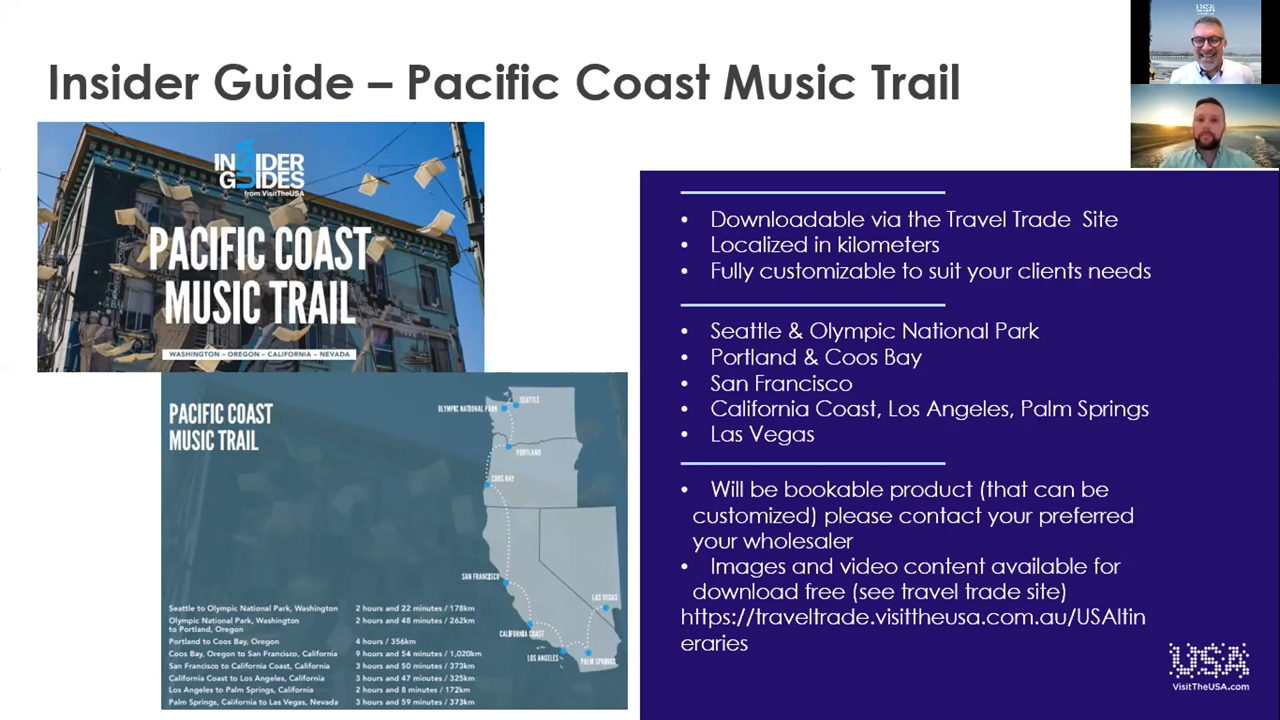 USA
Insider Guide – Pacific Coast Music Trail
INSIDER
GUIDES
USA
from VisitTheUSA
PACIFIC COAST
MUSIC TRAIL
WASHINGTON – OREGON – CALIFORNIA – NEVADA
PACIFIC COAST
MUSIC TRAIL
SEATTLE
OLYMPIC NATIONAL PARK
PORTLAND
COOS BAY
SAN FRANCISCO
LAS VEGAS
CALIFORNIA COAST
LOS ANGELES
PALM SPRINGS
Seattle to Olympic National Park, Washington 2 hours and 22 minutes / 178km
Olympic National Park, Washington 2 hours and 48 minutes / 262km
to Portland, Oregon
Portland to Coos Bay, Oregon 4 hours / 356km
Coos Bay, Oregon to San Francisco, California 9 hours and 54 minutes / 1,020km
San Francisco to California Coast, California 3 hours and 50 minutes / 373km
California Coast to Los Angeles, California 3 hours and 47 minutes / 325km
Los Angeles to Palm Springs, California 2 hours and 8 minutes / 172km
Palm Springs, California to Las Vegas, Nevada 3 hours and 59 minutes / 373km
• Downloadable via the Travel Trade Site
• Localized in kilometers
• Fully customizable to suit your clients needs
• Seattle & Olympic National Park
• Portland & Coos Bay
• San Francisco
• California Coast, Los Angeles, Palm Springs
• Las Vegas
• Will be bookable product (that can be
customized) please contact your preferred
your wholesaler
• Images and video content available for
download free (see travel trade site)
https://traveltrade.visittheusa.com.au/USAItin
eraries
USA
VisitTheUSA.com